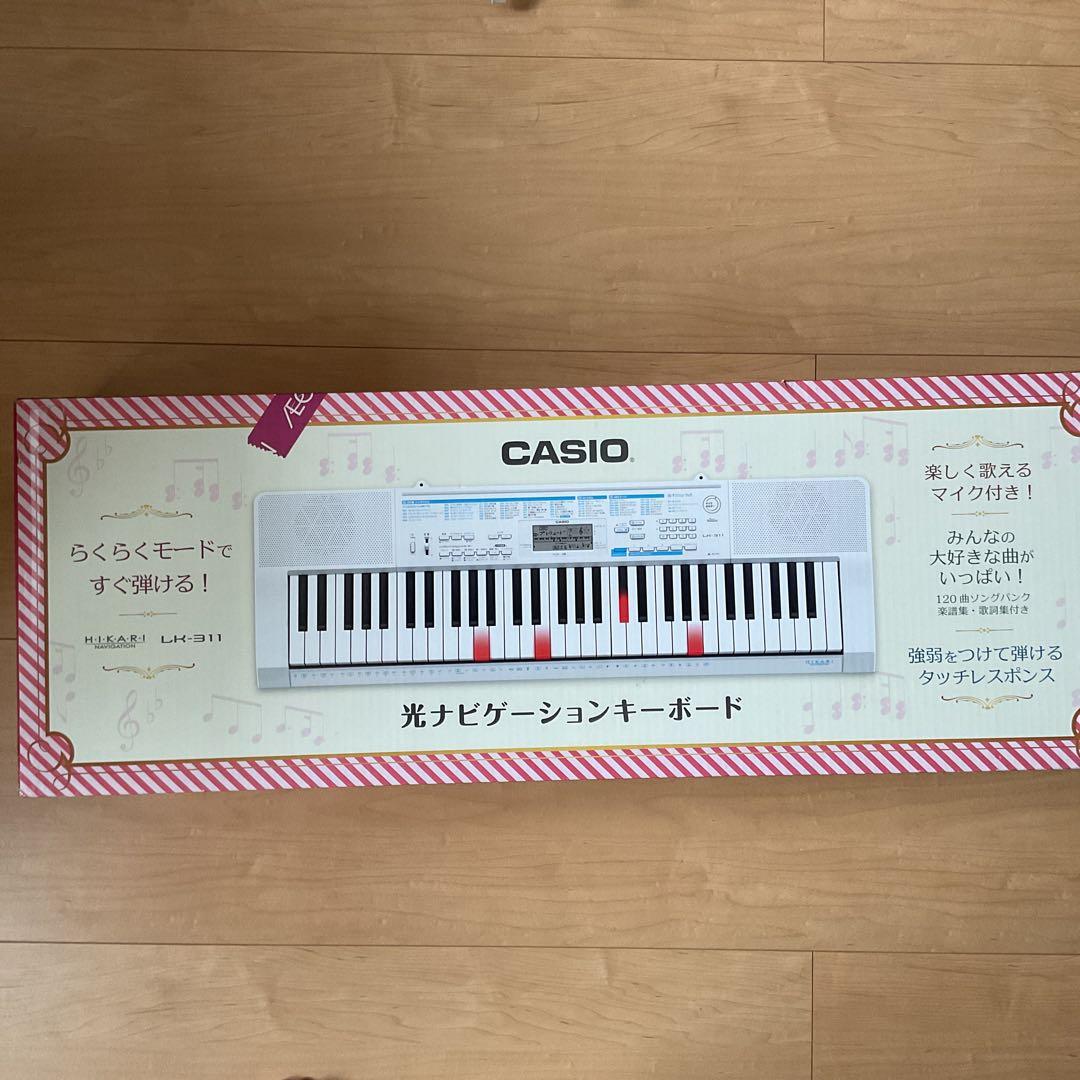 ÆO
CASIO
らくらくモードで
すぐ弾ける！
H·I·K·A·R·I
NAVIGATION
LK-311
CASIO
LK-311
H·I·K·A·R·I
楽しく歌える
マイク付き！
みんなの
大好きな曲が
いっぱい！
120曲ソングバンク
楽譜集・歌詞集付き
強弱をつけて弾ける
タッチレスポンス
光ナビゲーションキーボード